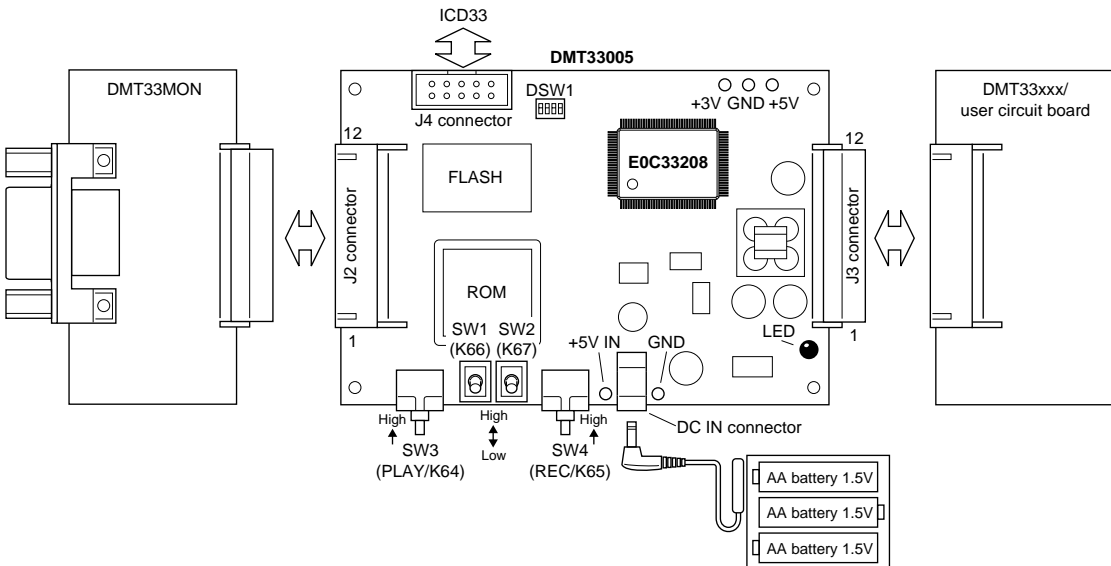 ICD33
DMT33005
DMT33MON
DSW1
+3V GND +5V
DMT33xxx/
user circuit board
J4 connector
12
12
FLASH
E0C33208
J2 connector
J3 connector
ROM
SW1
(K66)
SW2
(K67)
1
+5V IN
GND
LED
1
High
High
Low
High
DC IN connector
SW3
(PLAY/K64)
SW4
(REC/K65)
AA battery 1.5V
AA battery 1.5V
AA battery 1.5V